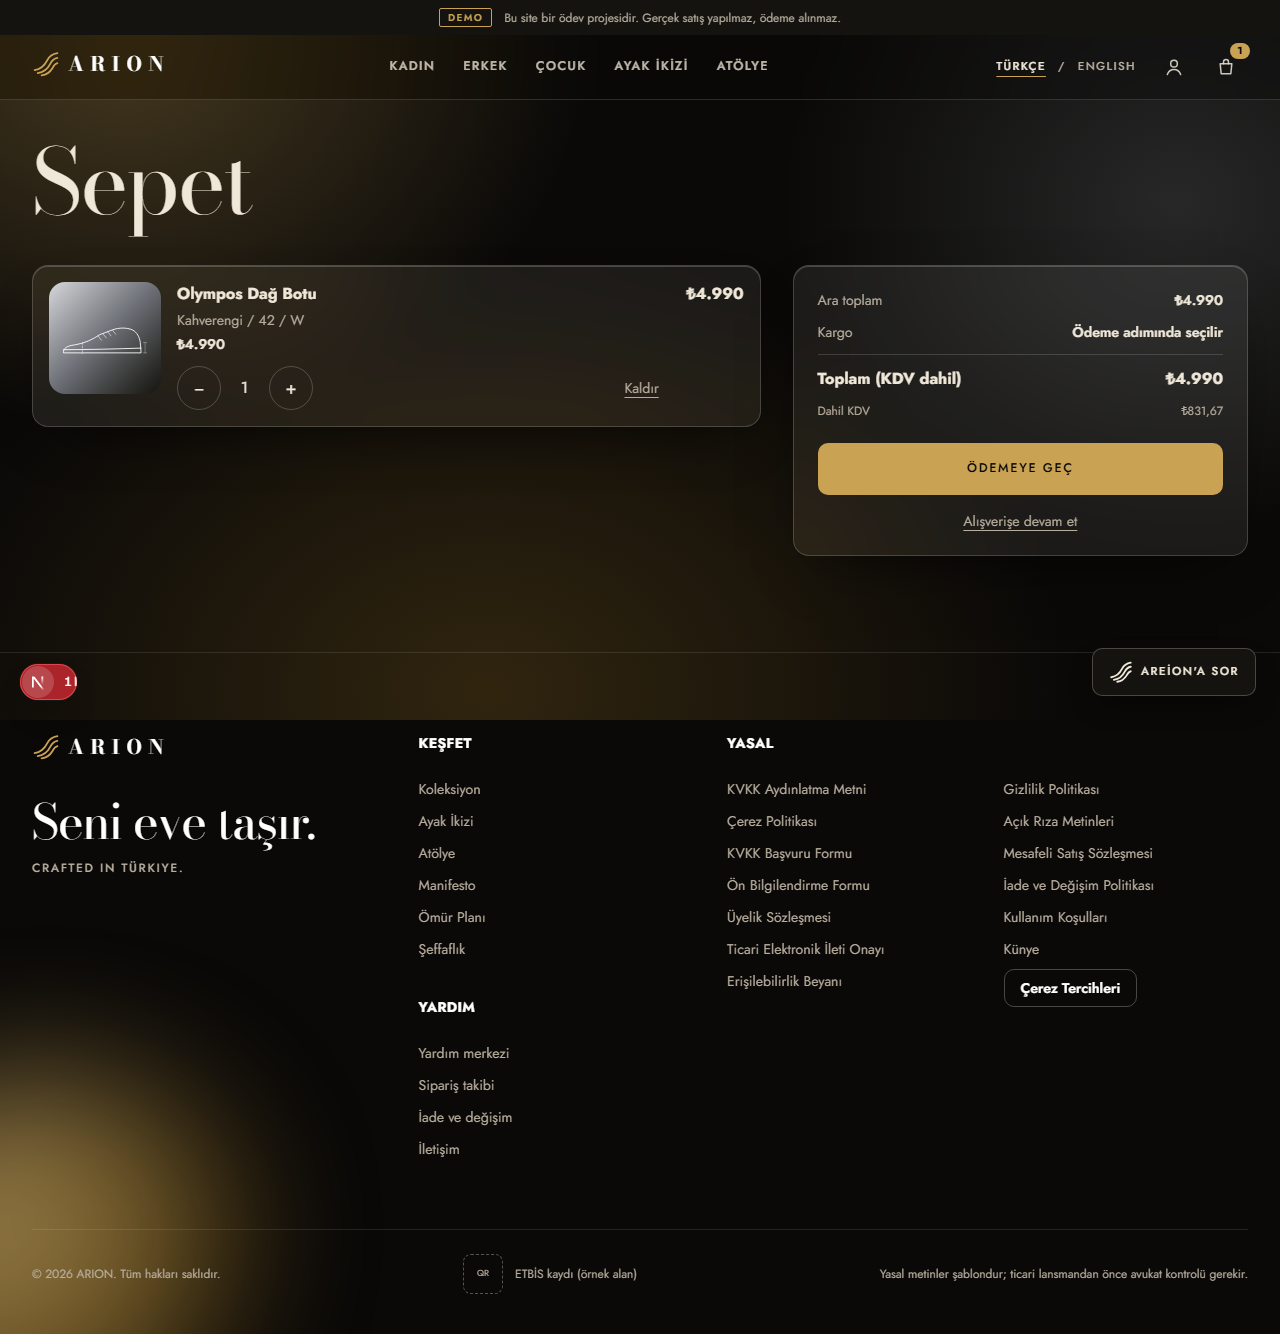 DEMO Bu site bir ödev projesidir. Gerçek satış yapılmaz, ödeme alınmaz.
ARION KADIN ERKEK ÇOCUK AYAK İKİZİ ATÖLYE TÜRKÇE / ENGLISH 1
Sepet
Olympos Dağ Botu ₺4.990
Kahverengi / 42 / W
₺4.990
− 1 + Kaldır
Ara toplam ₺4.990
Kargo Ödeme adımında seçilir
Toplam (KDV dahil) ₺4.990
Dahil KDV ₺831,67
ÖDEMEYE GEÇ
Alışverişe devam et
N 1
AREİON'A SOR
ARION
Seni eve taşır.
CRAFTED IN TÜRKIYE.
KEŞFET
Koleksiyon
Ayak İkizi
Atölye
Manifesto
Ömür Planı
Şeffaflık
YARDIM
Yardım merkezi
Sipariş takibi
İade ve değişim
İletişim
YASAL
KVKK Aydınlatma Metni
Çerez Politikası
KVKK Başvuru Formu
Ön Bilgilendirme Formu
Üyelik Sözleşmesi
Ticari Elektronik İleti Onayı
Erişilebilirlik Beyanı
Gizlilik Politikası
Açık Rıza Metinleri
Mesafeli Satış Sözleşmesi
İade ve Değişim Politikası
Kullanım Koşulları
Künye
Çerez Tercihleri
© 2026 ARION. Tüm hakları saklıdır.
QR ETBİS kaydı (örnek alan)
Yasal metinler şablondur; ticari lansmandan önce avukat kontrolü gerekir.